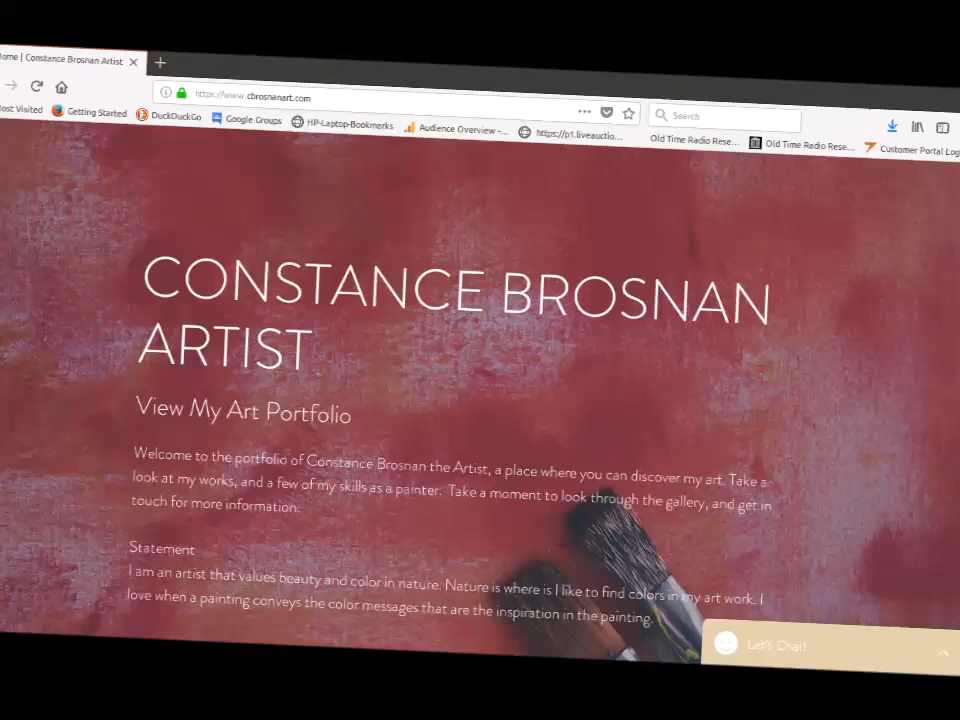 ome | Constance Brosnan Artist
https://www.cbrosnanart.com
Search
ost Visited Getting Started DuckDuckGo Google Groups HP-Laptop-Bookmarks Audience Overview -... https://p1.liveauctio... Old Time Radio Rese... Old Time Radio Rese... Customer Portal Log
CONSTANCE BROSNAN
ARTIST
View My Art Portfolio
Welcome to the portfolio of Constance Brosnan the Artist, a place where you can discover my art. Take a
look at my works, and a few of my skills as a painter. Take a moment to look through the gallery, and get in
touch for more information.
Statement
I am an artist that values beauty and color in nature. Nature is where is I like to find colors in my art work. I
love when a painting conveys the color messages that are the inspiration in the painting.
Let's Chat!